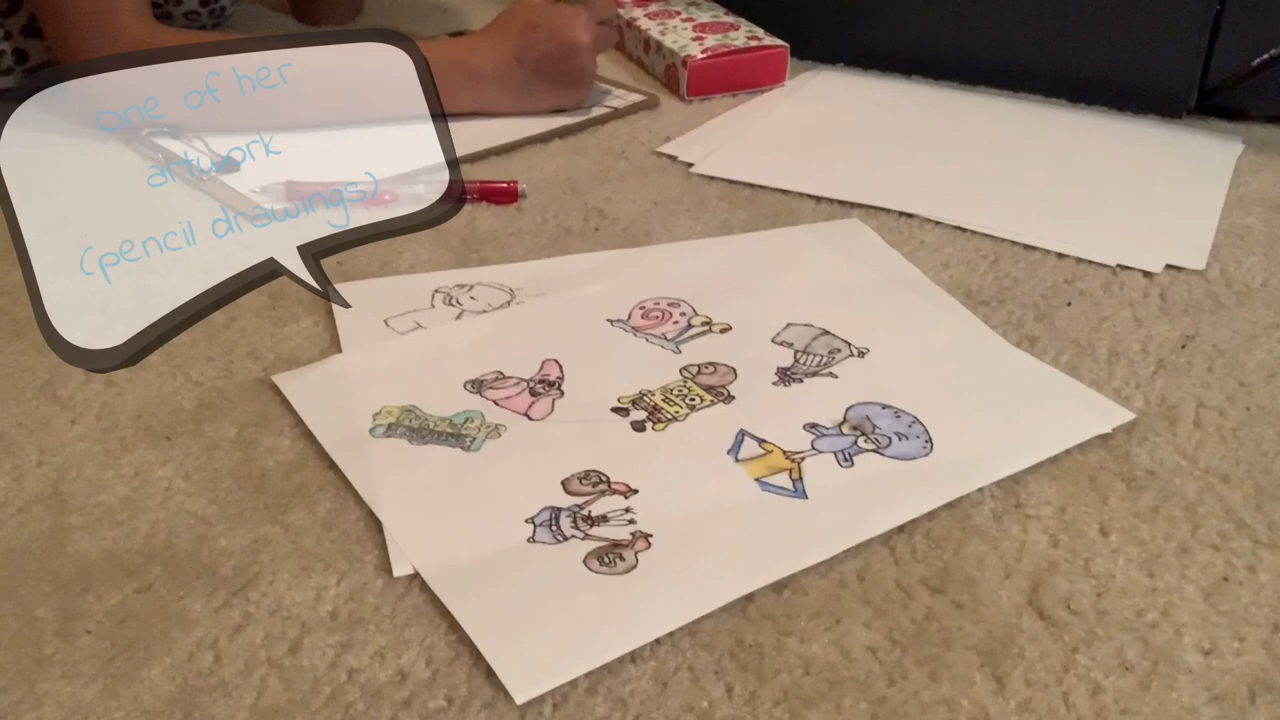 one of her
artwork
(pencil drawings)
$
$